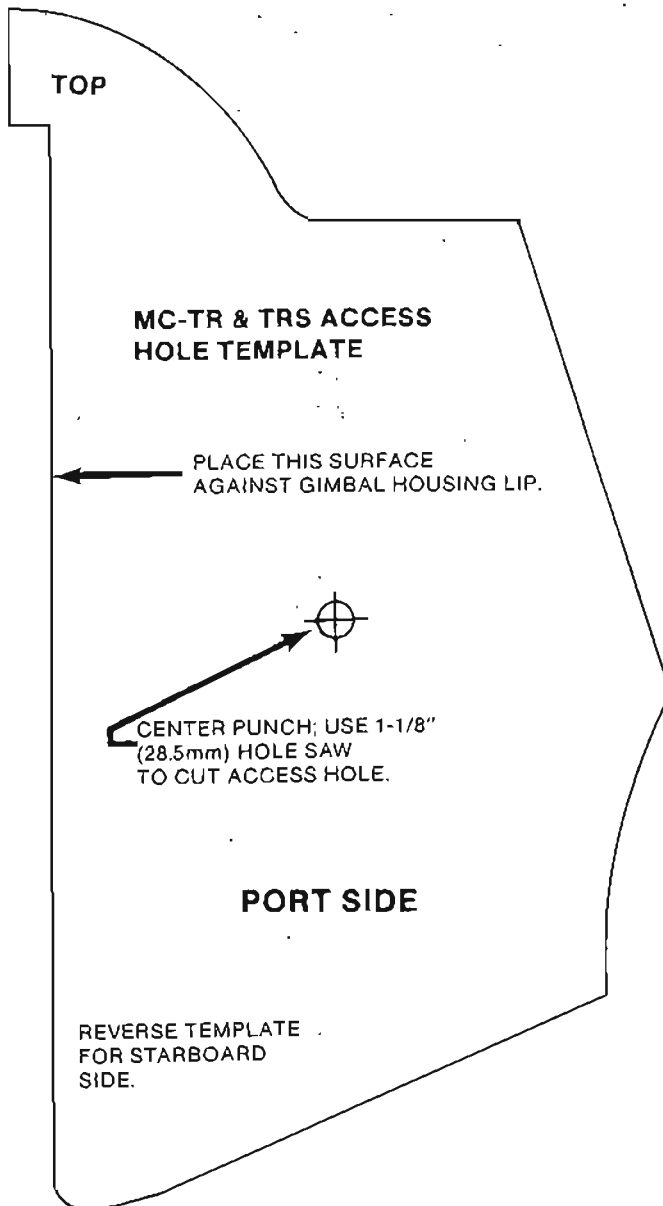 TOP
MC-TR & TRS ACCESS
HOLE TEMPLATE
PLACE THIS SURFACE
AGAINST GIMBAL HOUSING LIP.
CENTER PUNCH; USE 1-1/8"
(28.5mm) HOLE SAW
TO CUT ACCESS HOLE.
PORT SIDE
REVERSE TEMPLATE
FOR STARBOARD
SIDE.